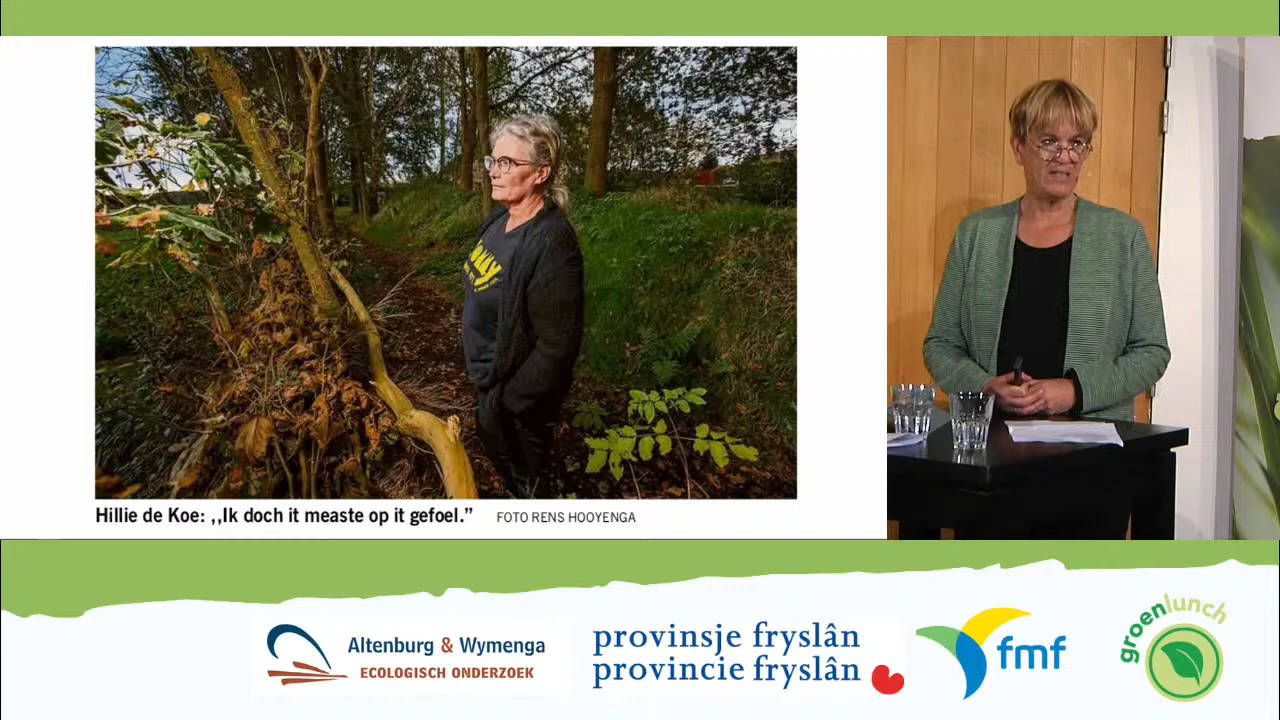 Hillie de Koe: ,,Ik doch it measte op it gefoel.”
FOTO RENS HOOYENGA
Altenburg & Wymenga
ECOLOGISCH ONDERZOEK
provinsje fryslân
provincie fryslân
fmf
groenlunch